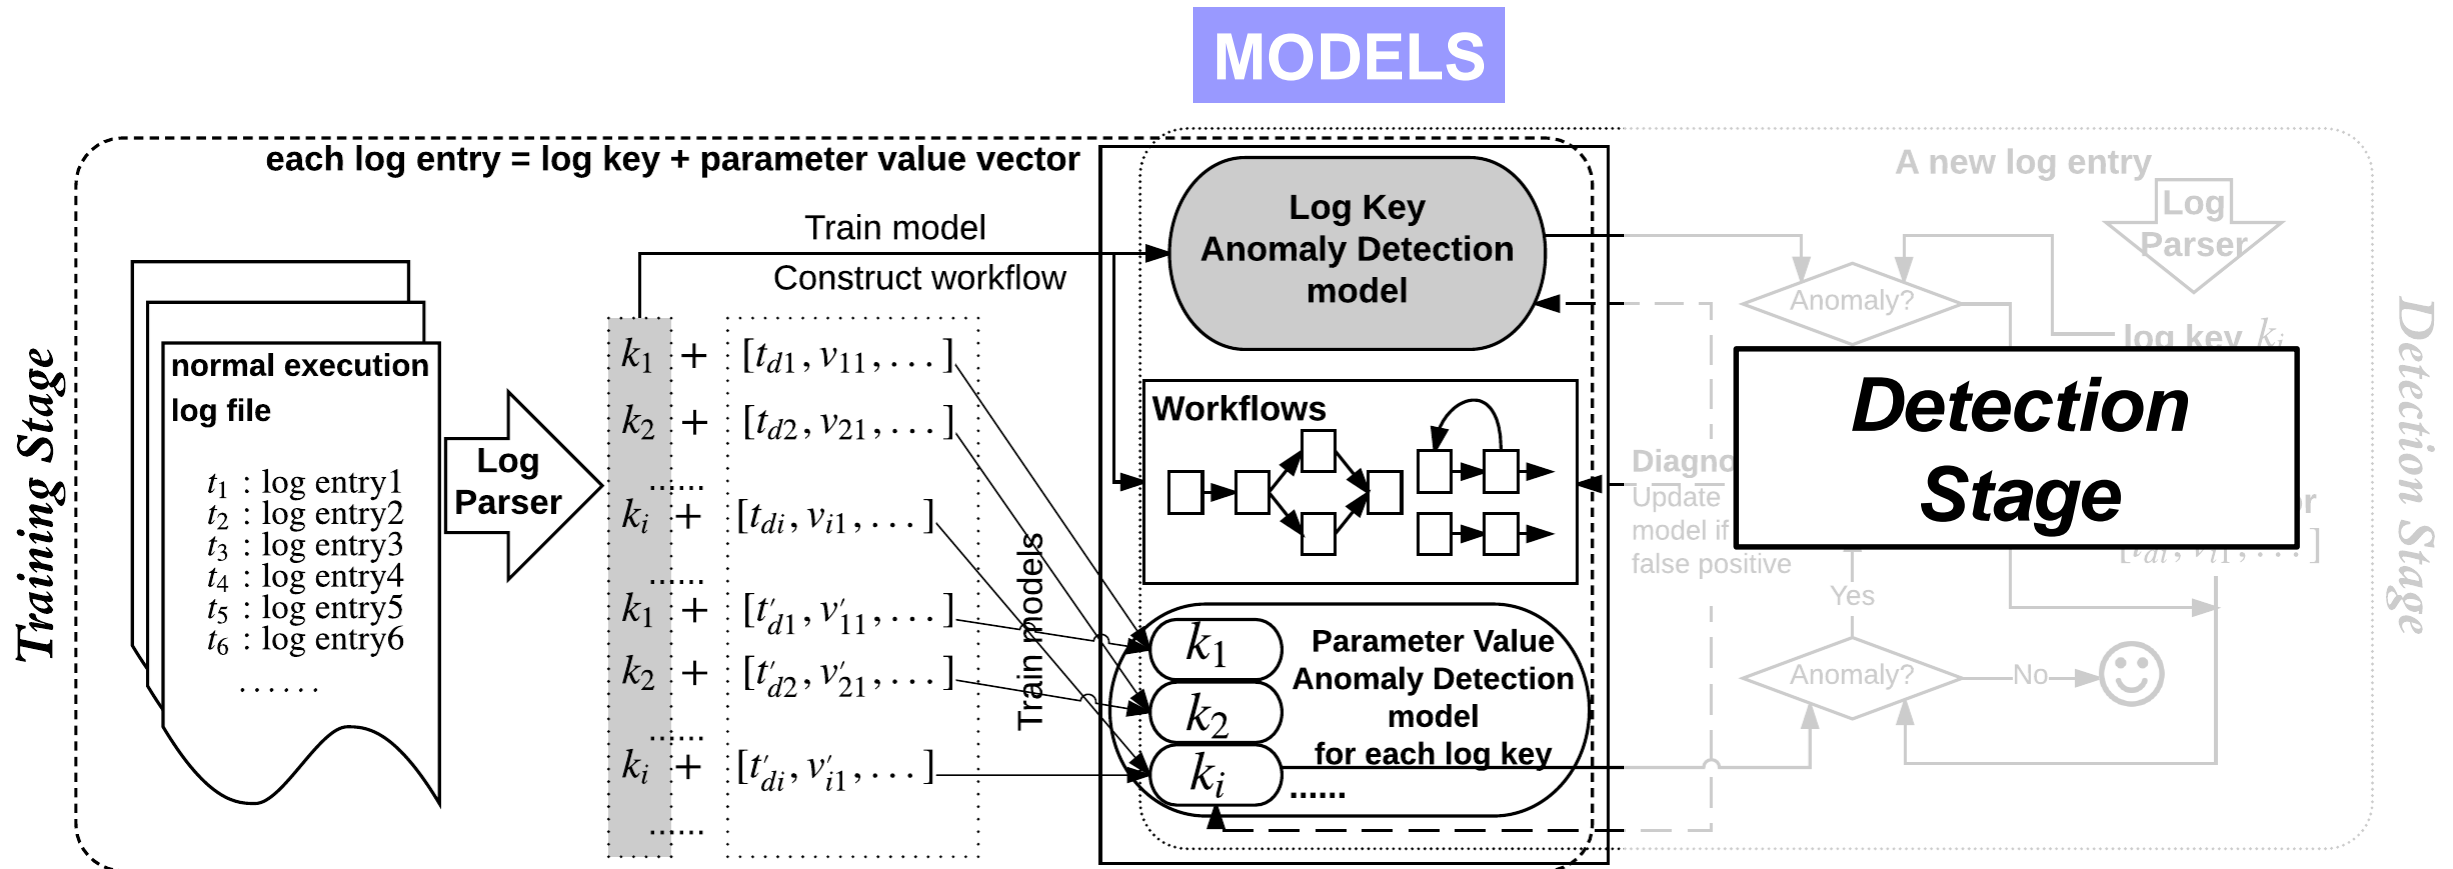 MODELS
each log entry = log key + parameter value vector
Training Stage
normal execution
log file
t1 : log entry1
t2 : log entry2
t3 : log entry3
t4 : log entry4
t5 : log entry5
t6 : log entry6
......
Log
Parser
Train model
Construct workflow
k1 + [td1, v11, . . . ]
k2 + [td2, v21, . . . ]
......
ki + [tdi, vi1, . . . ]
......
k1 + [t′d1, v′11, . . . ]
k2 + [t′d2, v′21, . . . ]
......
ki + [t′di, v′i1, . . . ]
......
Train models
Log Key
Anomaly Detection
model
Workflows
k1
k2
ki
Parameter Value
Anomaly Detection
model
for each log key
......
A new log entry
Log
Parser
Anomaly?
log key ki
Detection
Stage
Update
model if
false positive
[tdi, vi1, . . . ]
Yes
Anomaly?
No
Detection Stage